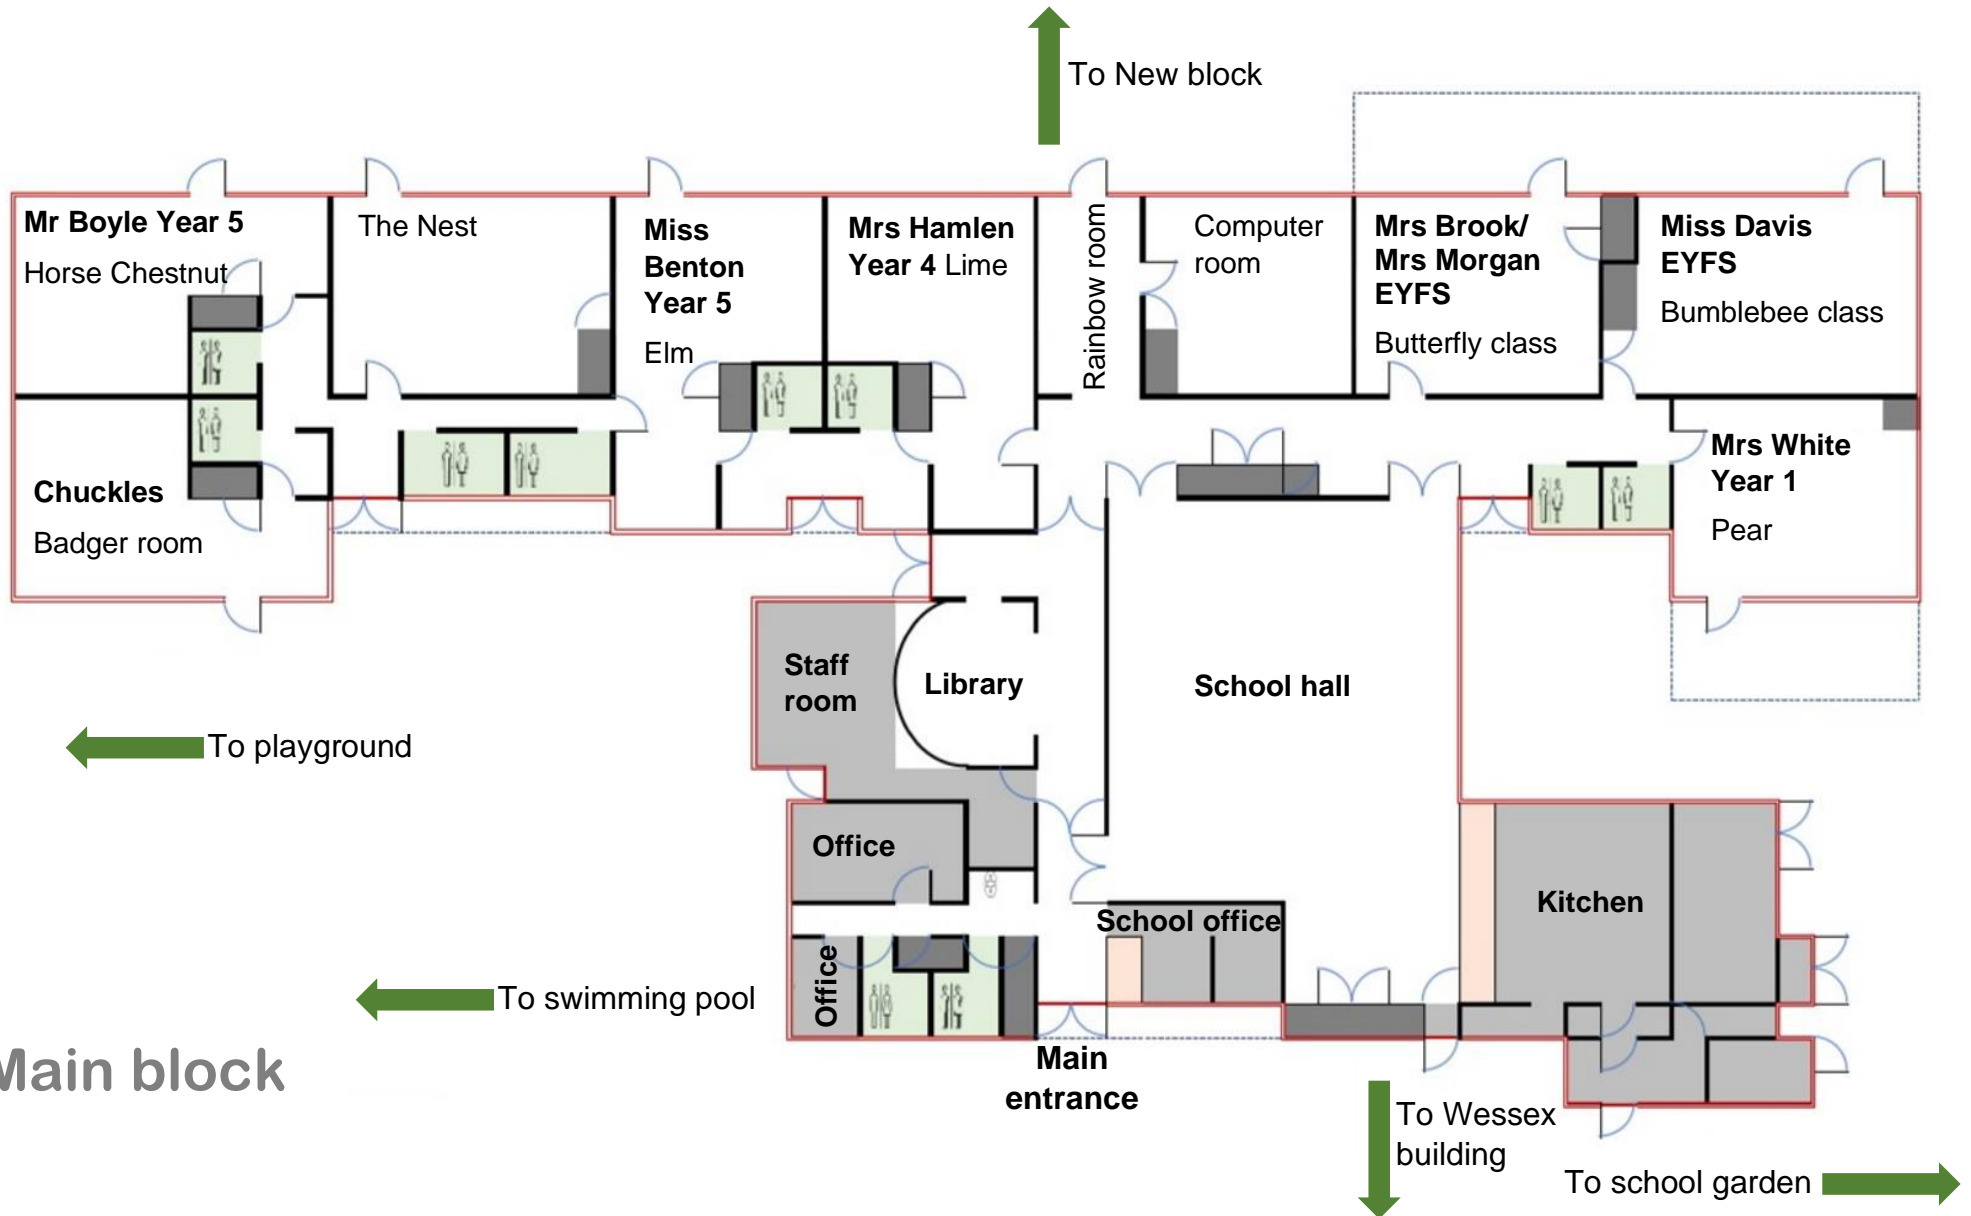 To New block
Mr Boyle Year 5
Horse Chestnut
The Nest
Miss
Benton
Year 5
Elm
Mrs Hamlen
Year 4 Lime
Rainbow room
Computer
room
Mrs Brook/
Mrs Morgan
EYFS
Butterfly class
Miss Davis
EYFS
Bumblebee class
Chuckles
Badger room
Mrs White
Year 1
Pear
Staff
room
Library
School hall
To playground
Office
School office
Kitchen
Office
To swimming pool
Main block
Main
entrance
To Wessex
building
To school garden